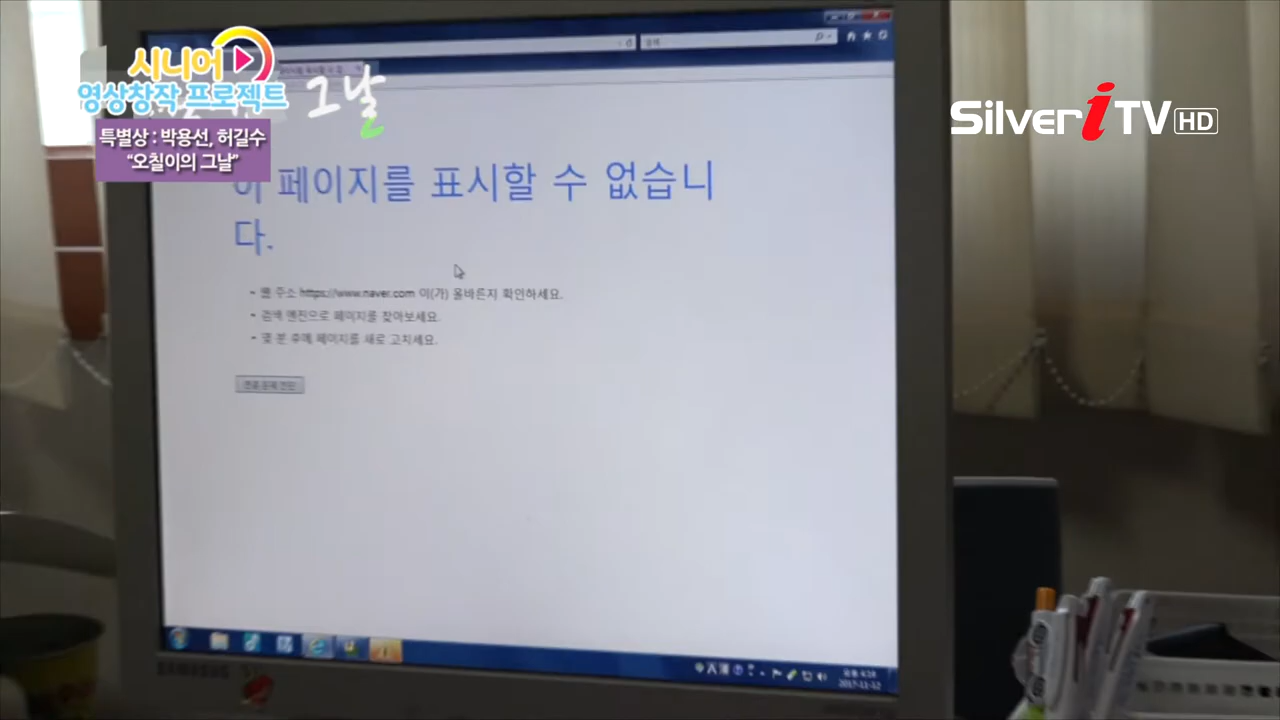 시니어
영상창작 프로젝트
그날
특별상 : 박용선, 허길수
“오칠이의 그날”
Silver i TV HD
이 페이지를 표시할 수 없습니
다.
• 웹 주소 https://www.naver.com 이(가) 올바른지 확인하세요.
• 검색 엔진으로 페이지를 찾아보세요.
• 몇 분 후에 페이지를 새로 고치세요.
SAMSUNG
2017-11-12